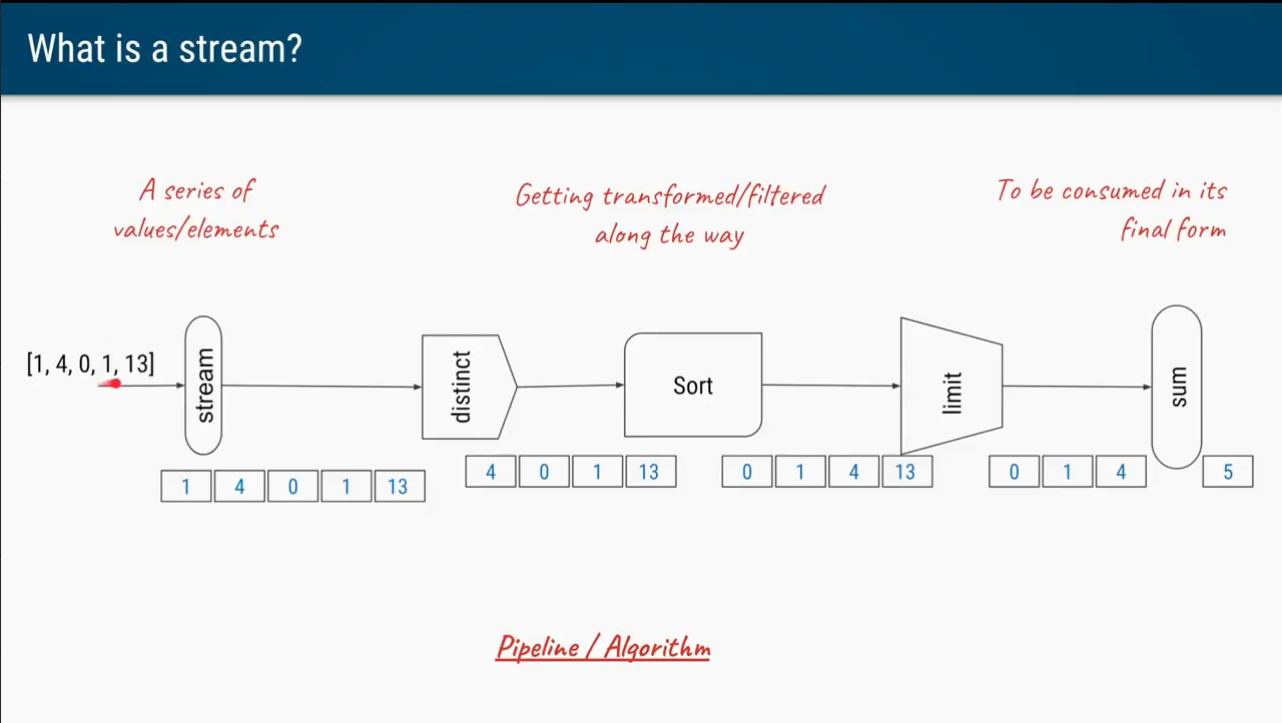 What is a stream?
A series of
values/elements
Getting transformed/filtered
along the way
To be consumed in its
final form
[1, 4, 0, 1, 13]
stream
distinct
Sort
limit
sum
1 4 0 1 13
4 0 1 13
0 1 4 13
0 1 4
5
Pipeline / Algorithm